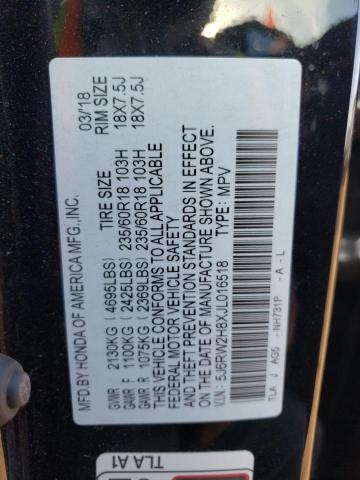 MFD.BY HONDA OF AMERICA MFG.,INC. 03/'18
TIRE SIZE RIM SIZE
GVWR 2130KG (4695LBS)
GAWR F 1100KG (2425LBS) 235/60R18 103H 18X7.5J
GAWR R 1075KG (2369LBS) 235/60R18 103H 18X7.5J
THIS VEHICLE CONFORMS TO ALL APPLICABLE
FEDERAL MOTOR VEHICLE SAFETY
AND THEFT PREVENTION STANDARDS IN EFFECT
ON THE DATE OF MANUFACTURE SHOWN ABOVE.
V.I.N.: 5J6RW2H8XJL016518 TYPE: MPV
TLA J AG5 NH731P - A - L
TLA A1